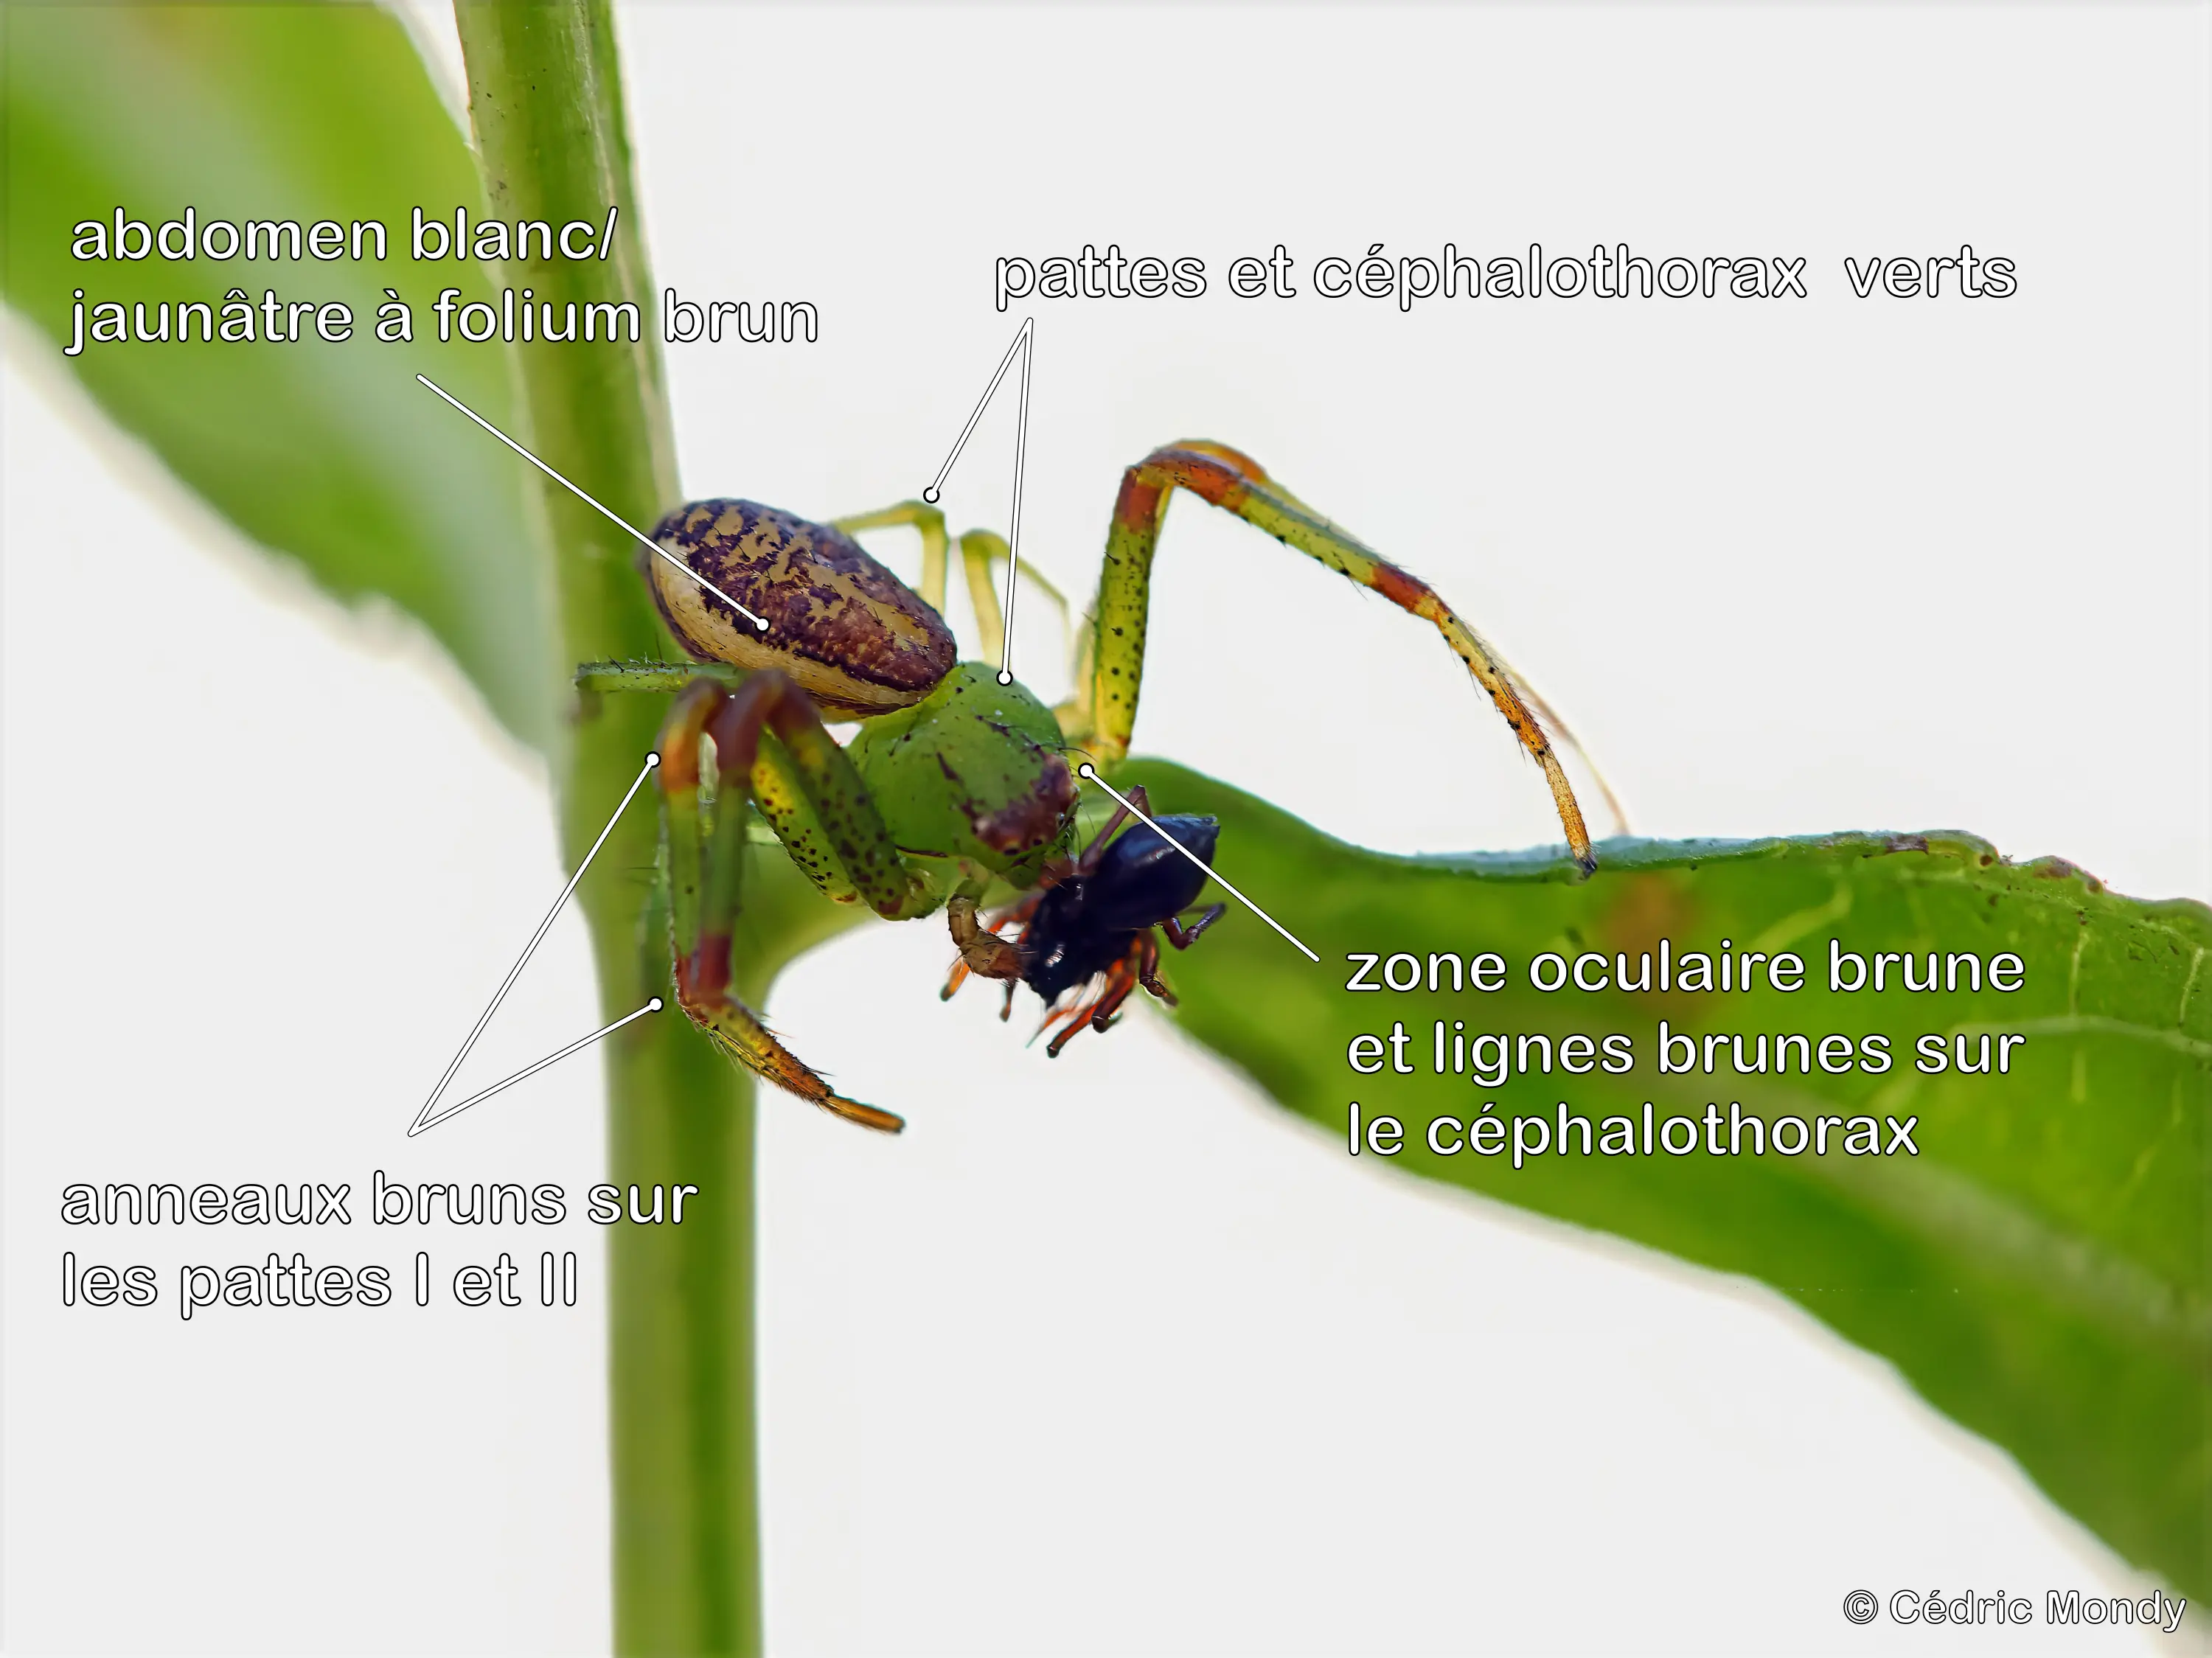 abdomen blanc/
jaunâtre à folium brun
pattes et céphalothorax verts
zone oculaire brune
et lignes brunes sur
le céphalothorax
anneaux bruns sur
les pattes I et II
© Cédric Mondy